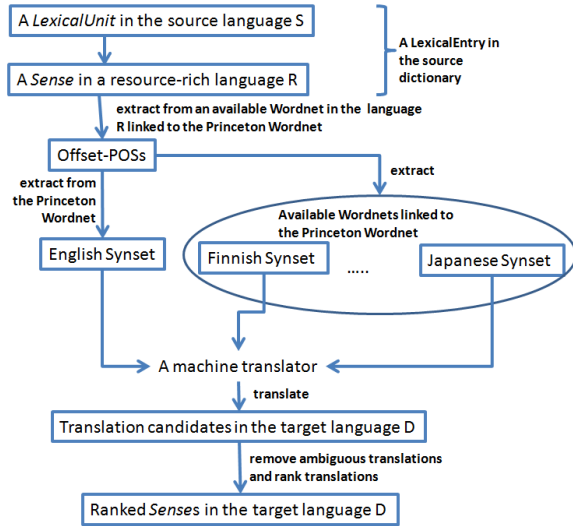 A LexicalUnit in the source language S
A LexicalEntry in
the source
dictionary
A Sense in a resource-rich language R
extract from an available Wordnet in the language
R linked to the Princeton Wordnet
Offset-POSs
extract
extract from
the Princeton
Wordnet
Available Wordnets linked to
the Princeton Wordnet
English Synset
Finnish Synset
.....
Japanese Synset
A machine translator
translate
Translation candidates in the target language D
remove ambiguous translations
and rank translations
Ranked Senses in the target language D